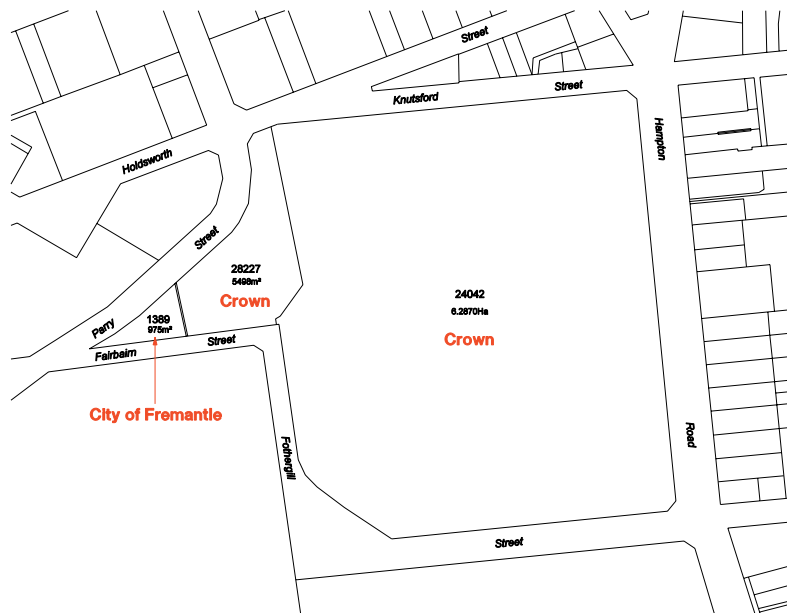 Street
Knutsford
Street
Hampton
Holdsworth
Street
28227
5498m²
Crown
24042
6.2870Ha
Crown
1389
975m²
Parry
Fairbairn
Street
City of Fremantle
Fothergill
Road
Street